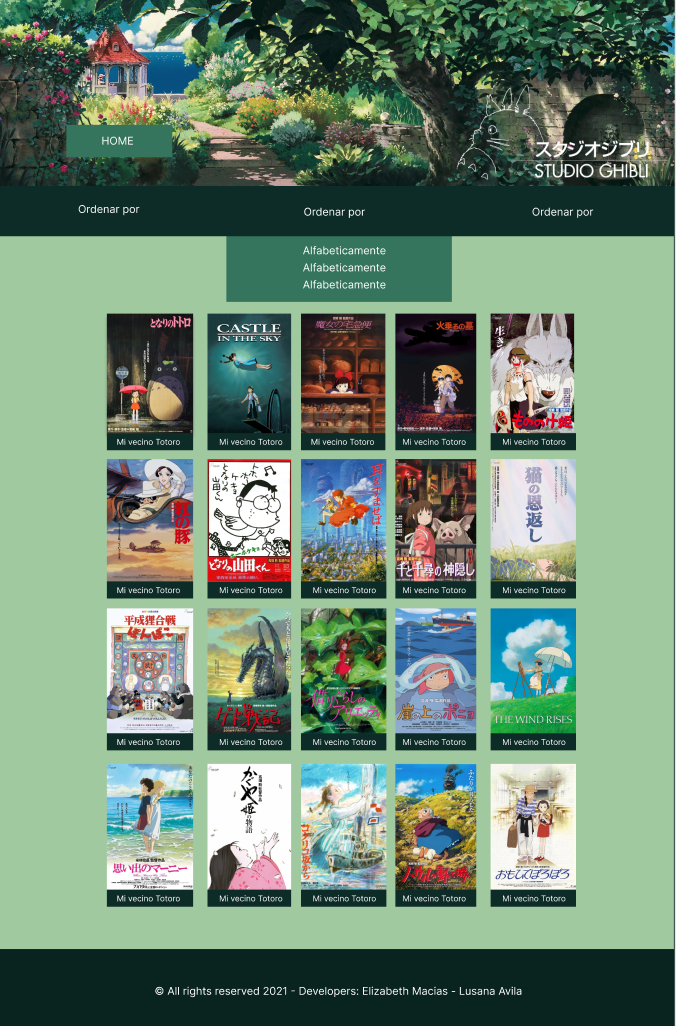 HOME
スタジオジブリ
STUDIO GHIBLI
Ordenar por
Ordenar por
Ordenar por
Alfabeticamente
Alfabeticamente
Alfabeticamente
となりのトトロ
CASTLE
IN THE SKY
魔女の宅急便
火垂るの墓
生きろ。
もののけ姫
Mi vecino Totoro
Mi vecino Totoro
Mi vecino Totoro
Mi vecino Totoro
Mi vecino Totoro
紅の豚
となりの山田くん
耳をすませば
千と千尋の神隠し
猫の恩返し
Mi vecino Totoro
Mi vecino Totoro
Mi vecino Totoro
Mi vecino Totoro
Mi vecino Totoro
平成狸合戦
ぽんぽこ
ゲド戦記
借りぐらしの
アリエッティ
崖の上のポニョ
THE WIND RISES
Mi vecino Totoro
Mi vecino Totoro
Mi vecino Totoro
Mi vecino Totoro
Mi vecino Totoro
思い出のマーニー
かぐや姫の物語
コクリコ坂から
ハウルの動く城
おもひでぽろぽろ
Mi vecino Totoro
Mi vecino Totoro
Mi vecino Totoro
Mi vecino Totoro
Mi vecino Totoro
© All rights reserved 2021 - Developers: Elizabeth Macias - Lusana Avila